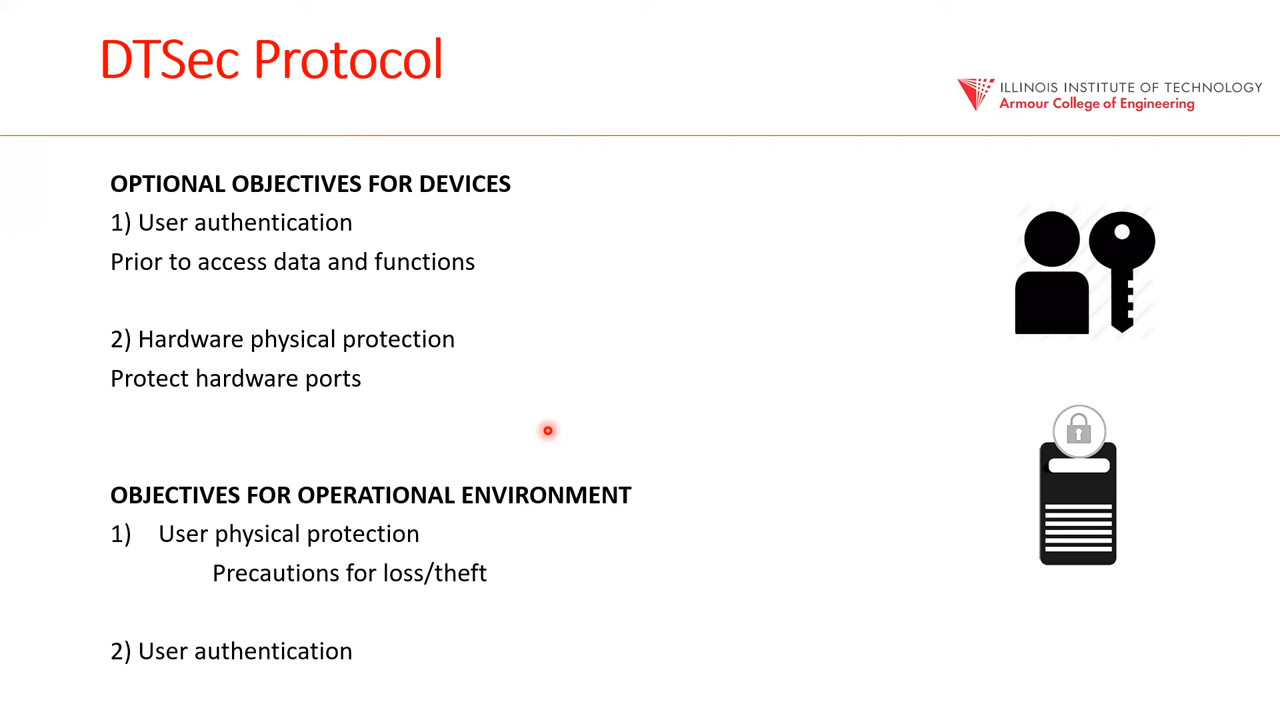 DTSec Protocol
ILLINOIS INSTITUTE OF TECHNOLOGY
Armour College of Engineering
OPTIONAL OBJECTIVES FOR DEVICES
1) User authentication
Prior to access data and functions
2) Hardware physical protection
Protect hardware ports
OBJECTIVES FOR OPERATIONAL ENVIRONMENT
1) User physical protection
Precautions for loss/theft
2) User authentication